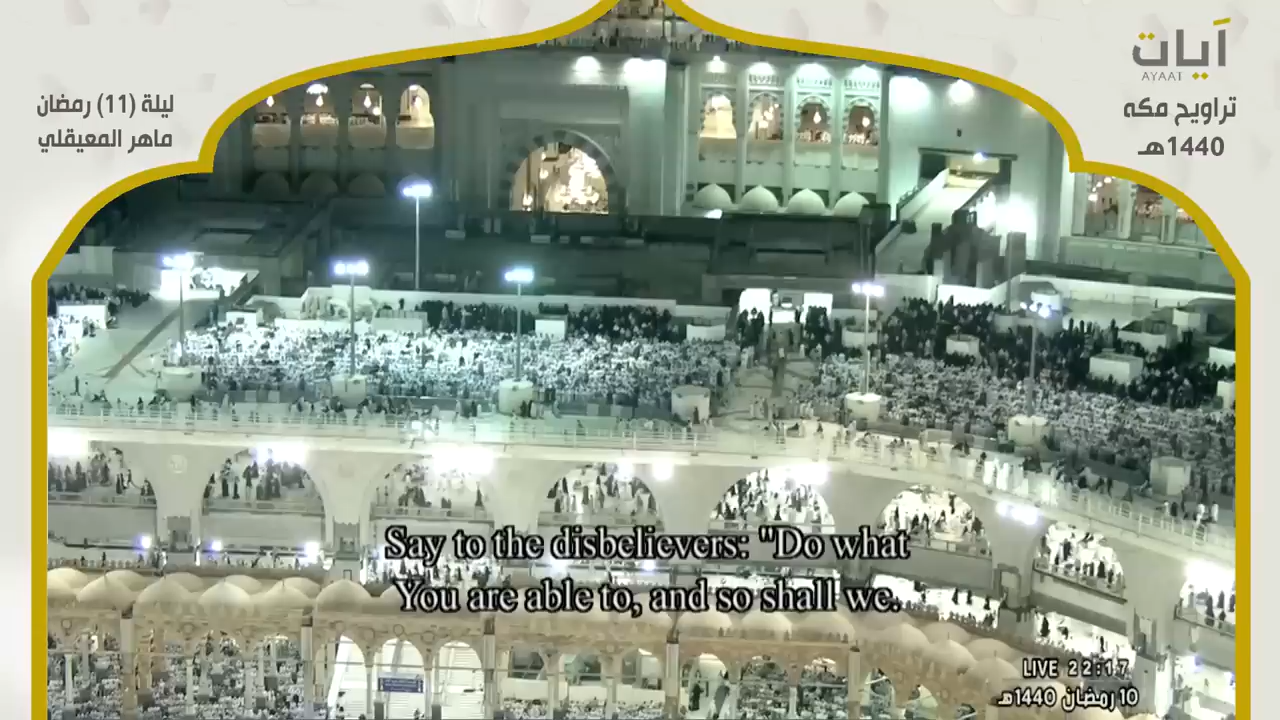 آيات
AYAAT
تراويح مكه
1440هـ
ليلة (11) رمضان
ماهر المعيقلي
Say to the disbelievers: "Do what
You are able to, and so shall we.
LIVE 22:17
10 رمضان 1440هـ